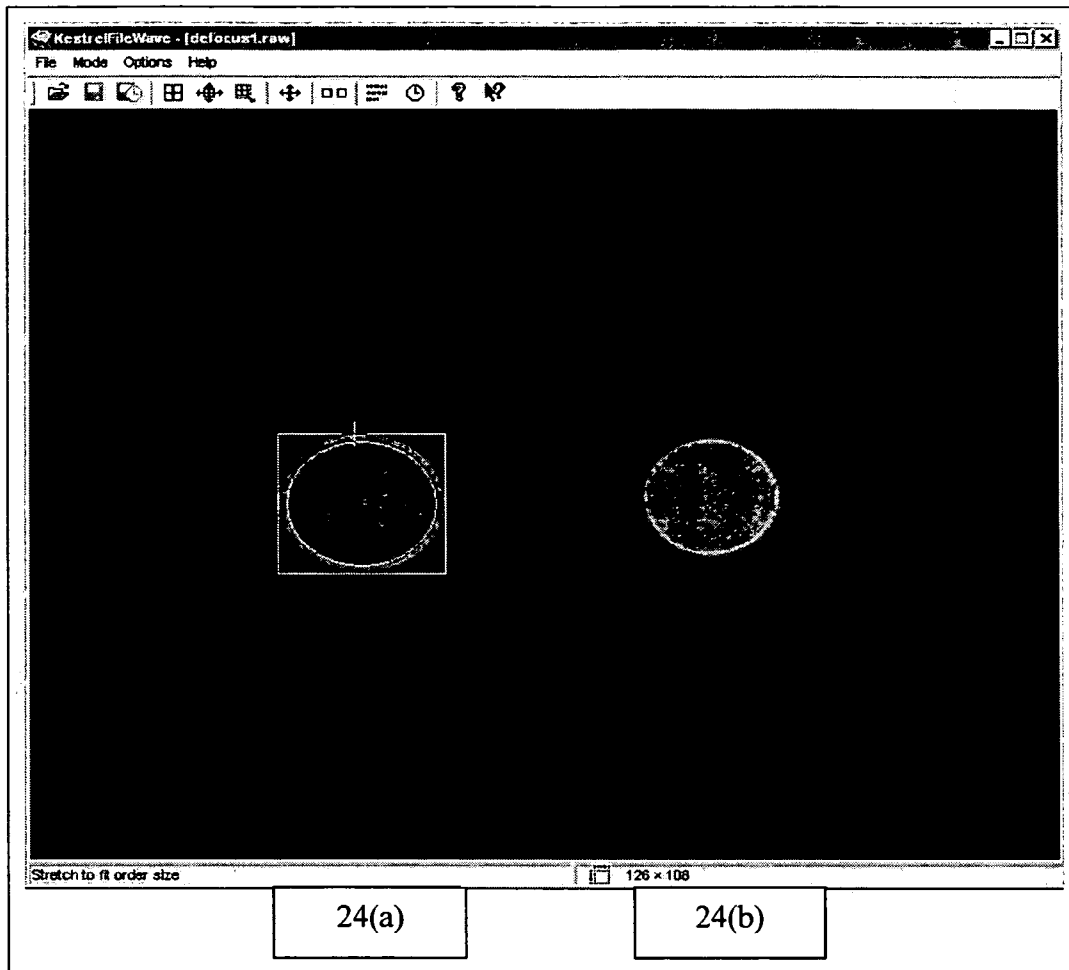 KestrelFileWave - [defocus1.raw]
File Mode Options Help
Stretch to fit order size 126 × 108
24(a) 24(b)